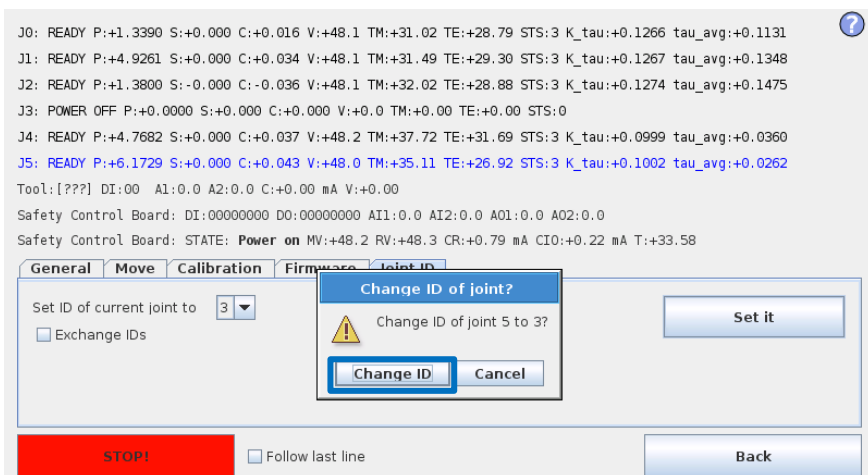 J0: READY P:+1.3390 S:+0.000 C:+0.016 V:+48.1 TM:+31.02 TE:+28.79 STS:3 K_tau:+0.1266 tau_avg:+0.1131
?
J1: READY P:+4.9261 S:+0.000 C:+0.034 V:+48.1 TM:+31.49 TE:+29.30 STS:3 K_tau:+0.1267 tau_avg:+0.1348
J2: READY P:+1.3800 S:-0.000 C:-0.036 V:+48.1 TM:+32.02 TE:+28.88 STS:3 K_tau:+0.1274 tau_avg:+0.1475
J3: POWER OFF P:+0.0000 S:+0.000 C:+0.000 V:+0.0 TM:+0.00 TE:+0.00 STS:0
J4: READY P:+4.7682 S:+0.000 C:+0.037 V:+48.2 TM:+37.72 TE:+31.69 STS:3 K_tau:+0.0999 tau_avg:+0.0360
J5: READY P:+6.1729 S:+0.000 C:+0.043 V:+48.0 TM:+35.11 TE:+26.92 STS:3 K_tau:+0.1002 tau_avg:+0.0262
Tool:[???] DI:00 A1:0.0 A2:0.0 C:+0.00 mA V:+0.00
Safety Control Board: DI:00000000 DO:00000000 AI1:0.0 AI2:0.0 AO1:0.0 AO2:0.0
Safety Control Board: STATE: Power on MV:+48.2 RV:+48.3 CR:+0.79 mA CIO:+0.22 mA T:+33.58
General Move Calibration Firmware Joint ID
Change ID of joint?
Set ID of current joint to 3
Exchange IDs
Change ID of joint 5 to 3?
Change ID Cancel
Set it
STOP!
Follow last line
Back